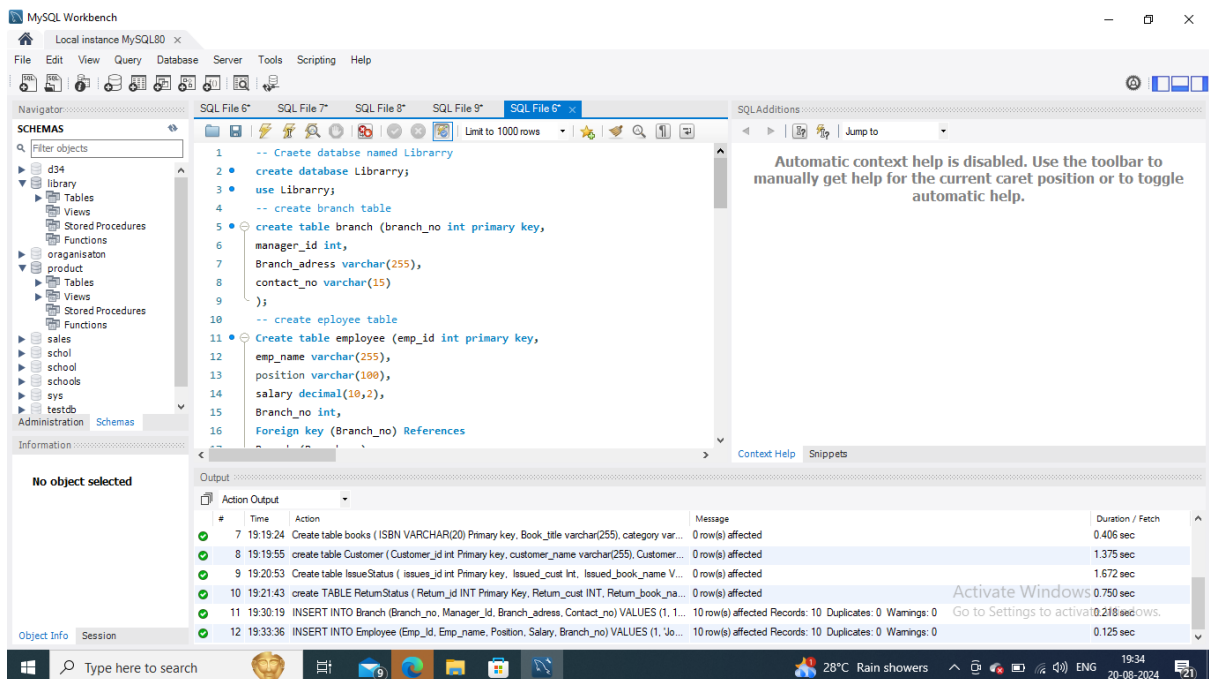 MySQL Workbench
Local instance MySQL80 ×
File Edit View Query Database Server Tools Scripting Help
Navigator
SCHEMAS
Filter objects
d34
library
Tables
Views
Stored Procedures
Functions
oraganisaton
product
Tables
Views
Stored Procedures
Functions
sales
schol
school
schools
sys
testdb
Administration Schemas
Information
No object selected
Object Info Session
SQL File 6* SQL File 7* SQL File 8* SQL File 9* SQL File 6* ×
Limit to 1000 rows
1 -- Craete databse named Librarry
2 create database Librarry;
3 use Librarry;
4 -- create branch table
5 create table branch (branch_no int primary key,
6 manager_id int,
7 Branch_adress varchar(255),
8 contact_no varchar(15)
9 );
10 -- create eployee table
11 Create table employee (emp_id int primary key,
12 emp_name varchar(255),
13 position varchar(100),
14 salary decimal(10,2),
15 Branch_no int,
16 Foreign key (Branch_no) References
SQLAdditions
Jump to
Automatic context help is disabled. Use the toolbar to
manually get help for the current caret position or to toggle
automatic help.
Context Help Snippets
Output
Action Output
# Time Action Message Duration / Fetch
7 19:19:24 Create table books ( ISBN VARCHAR(20) Primary key, Book_title varchar(255), category var... 0 row(s) affected 0.406 sec
8 19:19:55 create table Customer ( Customer_id int Primary key, customer_name varchar(255), Customer... 0 row(s) affected 1.375 sec
9 19:20:53 Create table IssueStatus ( issues_id int Primary key, Issued_cust Int, Issued_book_name V... 0 row(s) affected 1.672 sec
10 19:21:43 create TABLE ReturnStatus ( Return_id INT Primary Key, Return_cust INT, Return_book_na... 0 row(s) affected 0.750 sec
11 19:30:19 INSERT INTO Branch (Branch_no, Manager_Id, Branch_adress, Contact_no) VALUES (1, 1... 10 row(s) affected Records: 10 Duplicates: 0 Warnings: 0 0.218 sec
12 19:33:36 INSERT INTO Employee (Emp_Id, Emp_name, Position, Salary, Branch_no) VALUES (1, 'Jo... 10 row(s) affected Records: 10 Duplicates: 0 Warnings: 0 0.125 sec
Activate Windows
Go to Settings to activate Windows.
Type here to search
9
28°C Rain showers
ENG
19:34
20-08-2024
21